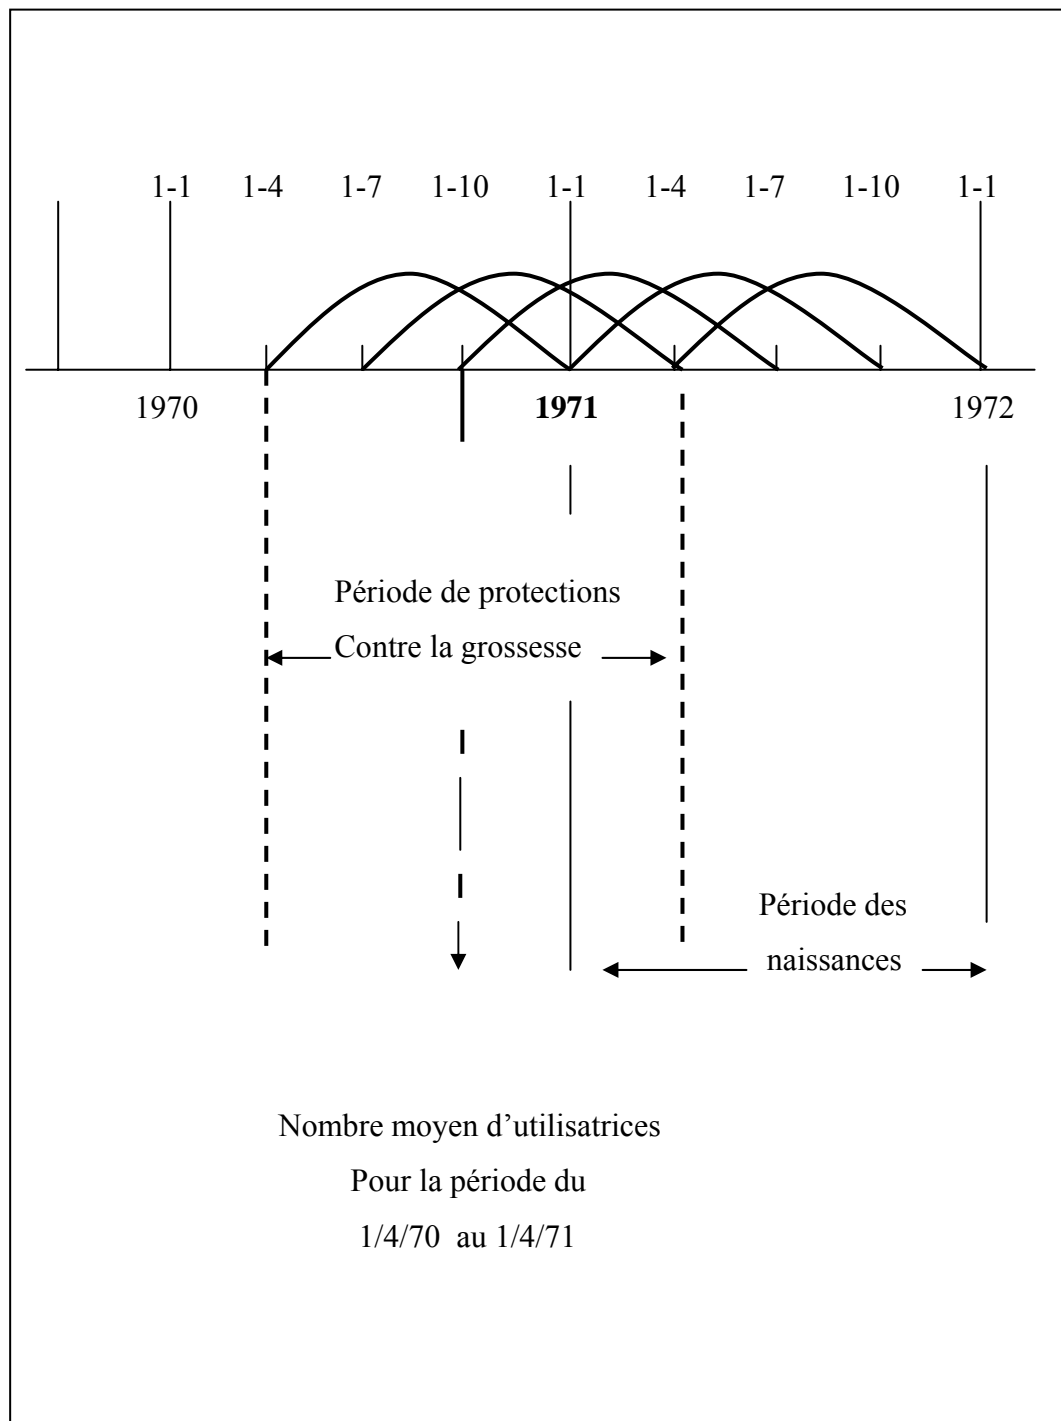 1-1 1-4 1-7 1-10 1-1 1-4 1-7 1-10 1-1
1970 1971 1972
Période de protections
Contre la grossesse
Période des
naissances
Nombre moyen d’utilisatrices
Pour la période du
1/4/70 au 1/4/71